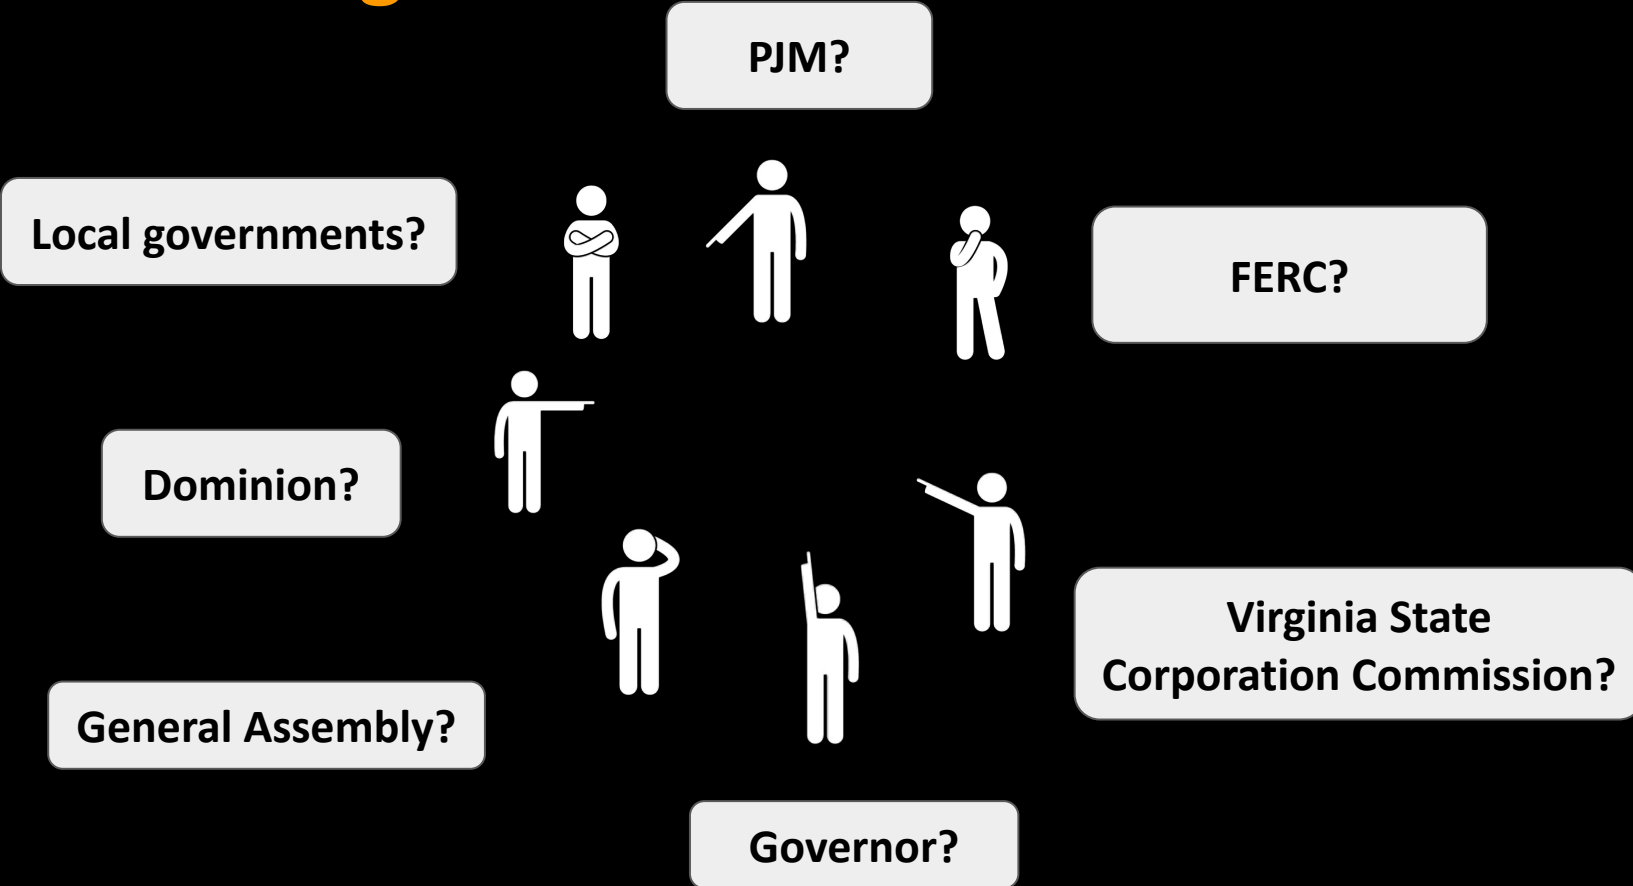 PJM?
Local governments?
FERC?
Dominion?
Virginia State
Corporation Commission?
General Assembly?
Governor?